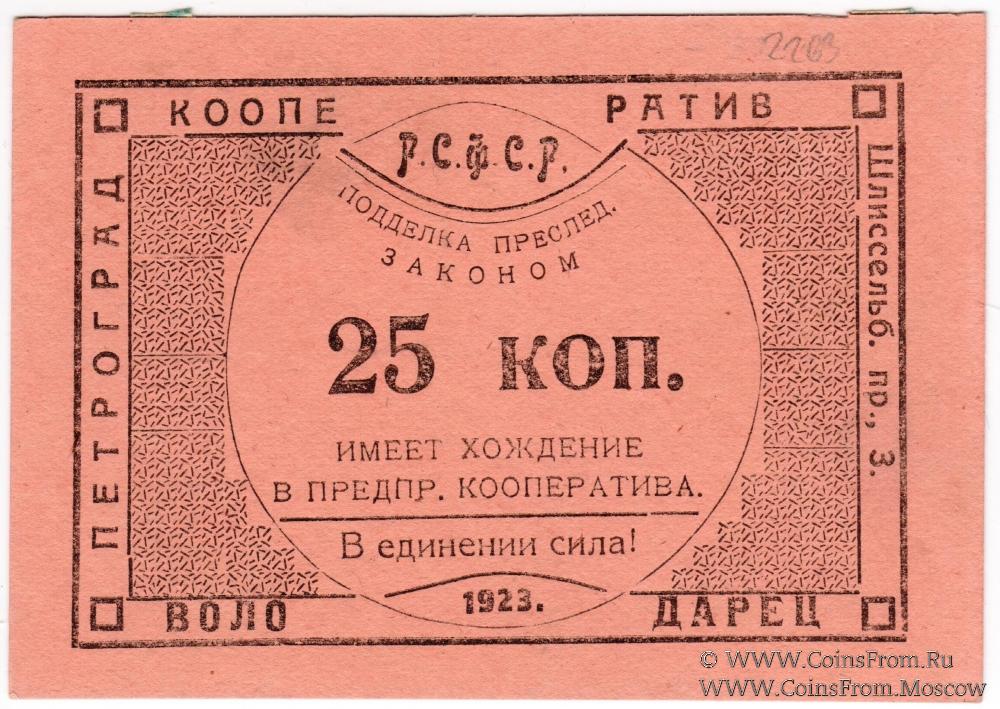 2203
КООПЕ РАТИВ
Р.С.Ф.С.Р.
ПЕТРОГРАД
Шлиссельб. пр., 3.
ПОДДЕЛКА ПРЕСЛЕД.
ЗАКОНОМ
25 КОП.
ИМЕЕТ ХОЖДЕНИЕ
В ПРЕДПР. КООПЕРАТИВА.
В единении сила!
1923.
ВОЛО ДАРЕЦ
© WWW.CoinsFrom.Ru
WWW.CoinsFrom.Moscow